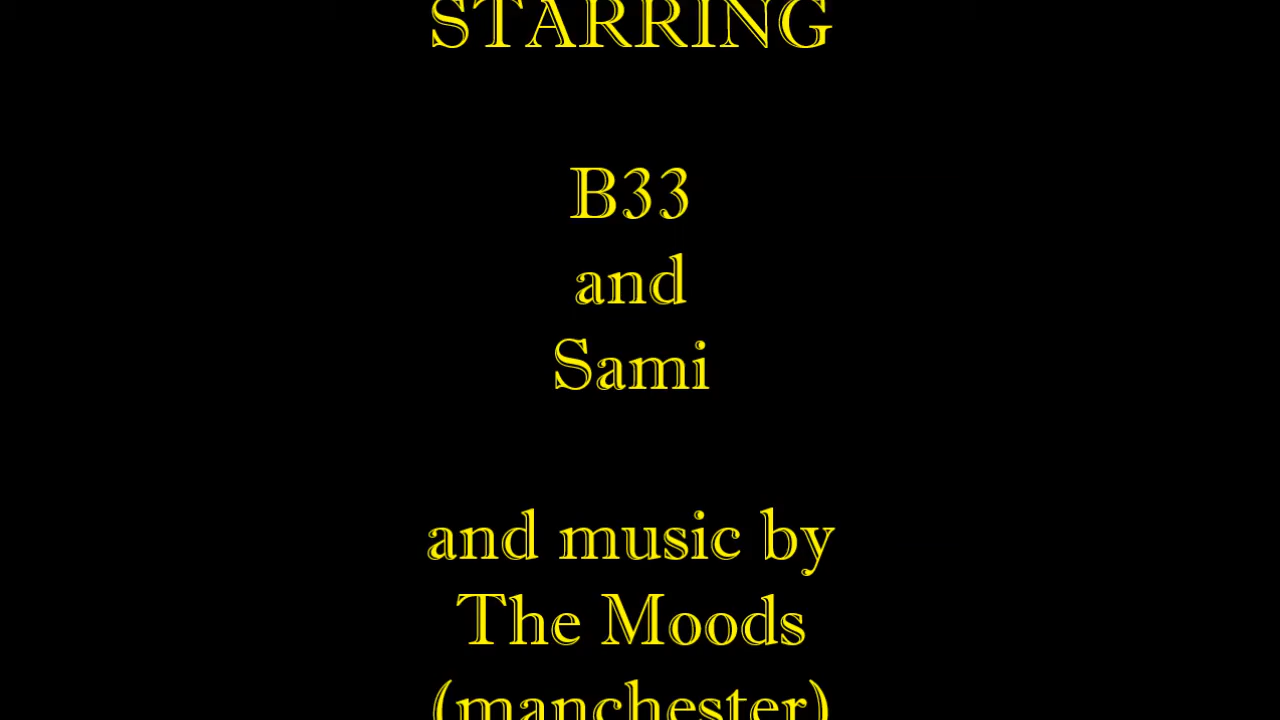 STARRING
B33
and
Sami
and music by
The Moods
(manchester)